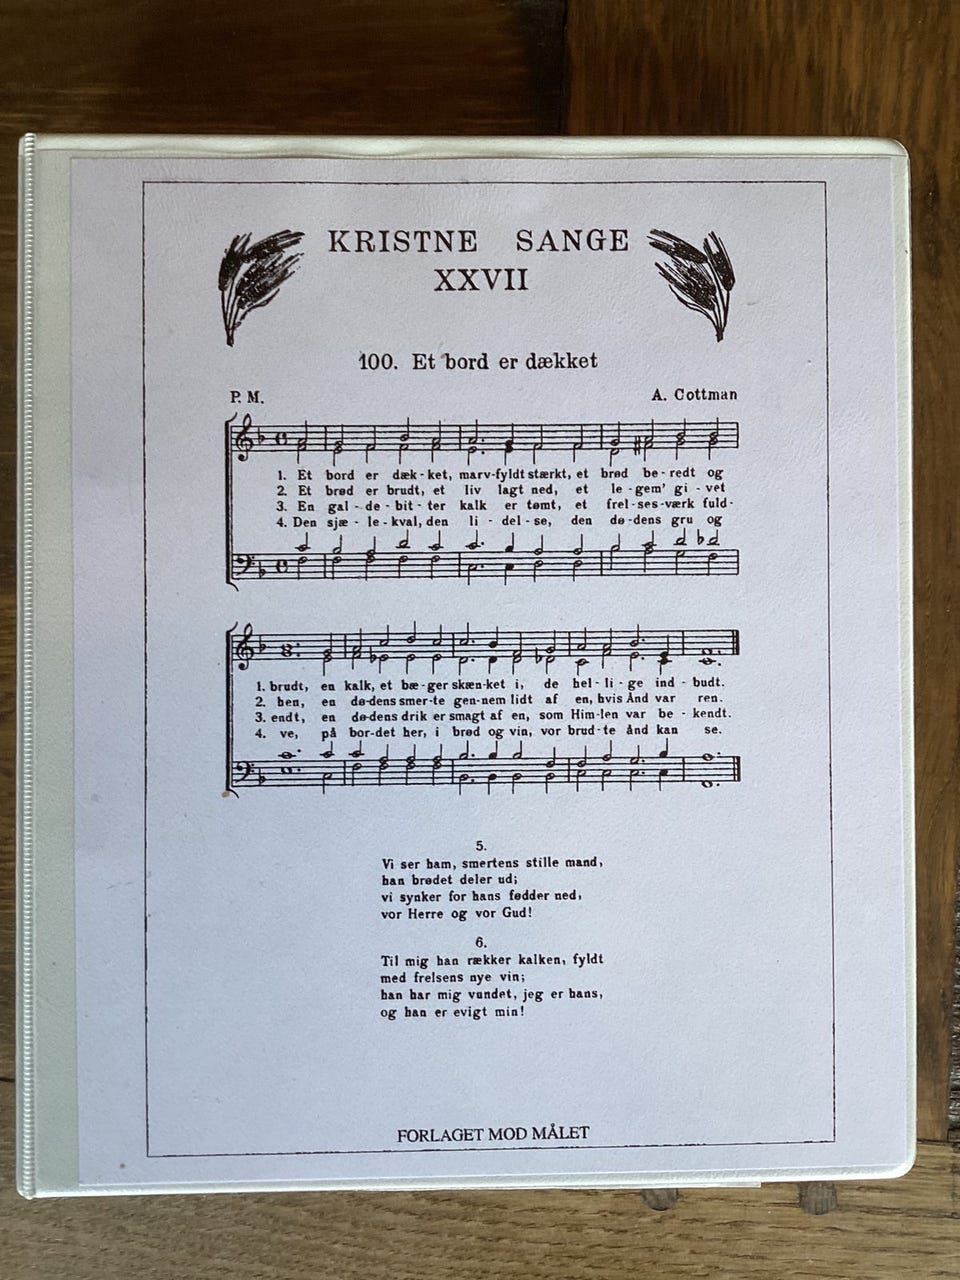 KRISTNE SANGE
XXVII
100. Et bord er dækket
P. M. A. Cottman
1. Et bord er dæk-ket, marv-fyldt stærkt, et brød be-redt og
2. Et brød er brudt, et liv lagt ned, et le-gem' gi-vet
3. En gal-de-bit-ter kalk er tømt, et frel-ses-værk fuld-
4. Den sjæ-le-kval, den li-del-se, den dø-dens gru og
1. brudt, en kalk, et bæ-ger skæn-ket i, de hel-li-ge ind-budt.
2. hen, en dø-dens smer-te gen-nem lidt af en, hvis Ånd var ren.
3. endt, en dø-dens drik er smagt af en, som Him-len var be-kendt.
4. ve, på bor-det her, i brød og vin, vor brud-te ånd kan se.
5.
Vi ser ham, smertens stille mand,
han brødet deler ud;
vi synker for hans fødder ned,
vor Herre og vor Gud!
6.
Til mig han rækker kalken, fyldt
med frelsens nye vin;
han har mig vundet, jeg er hans,
og han er evigt min!
FORLAGET MOD MÅLET